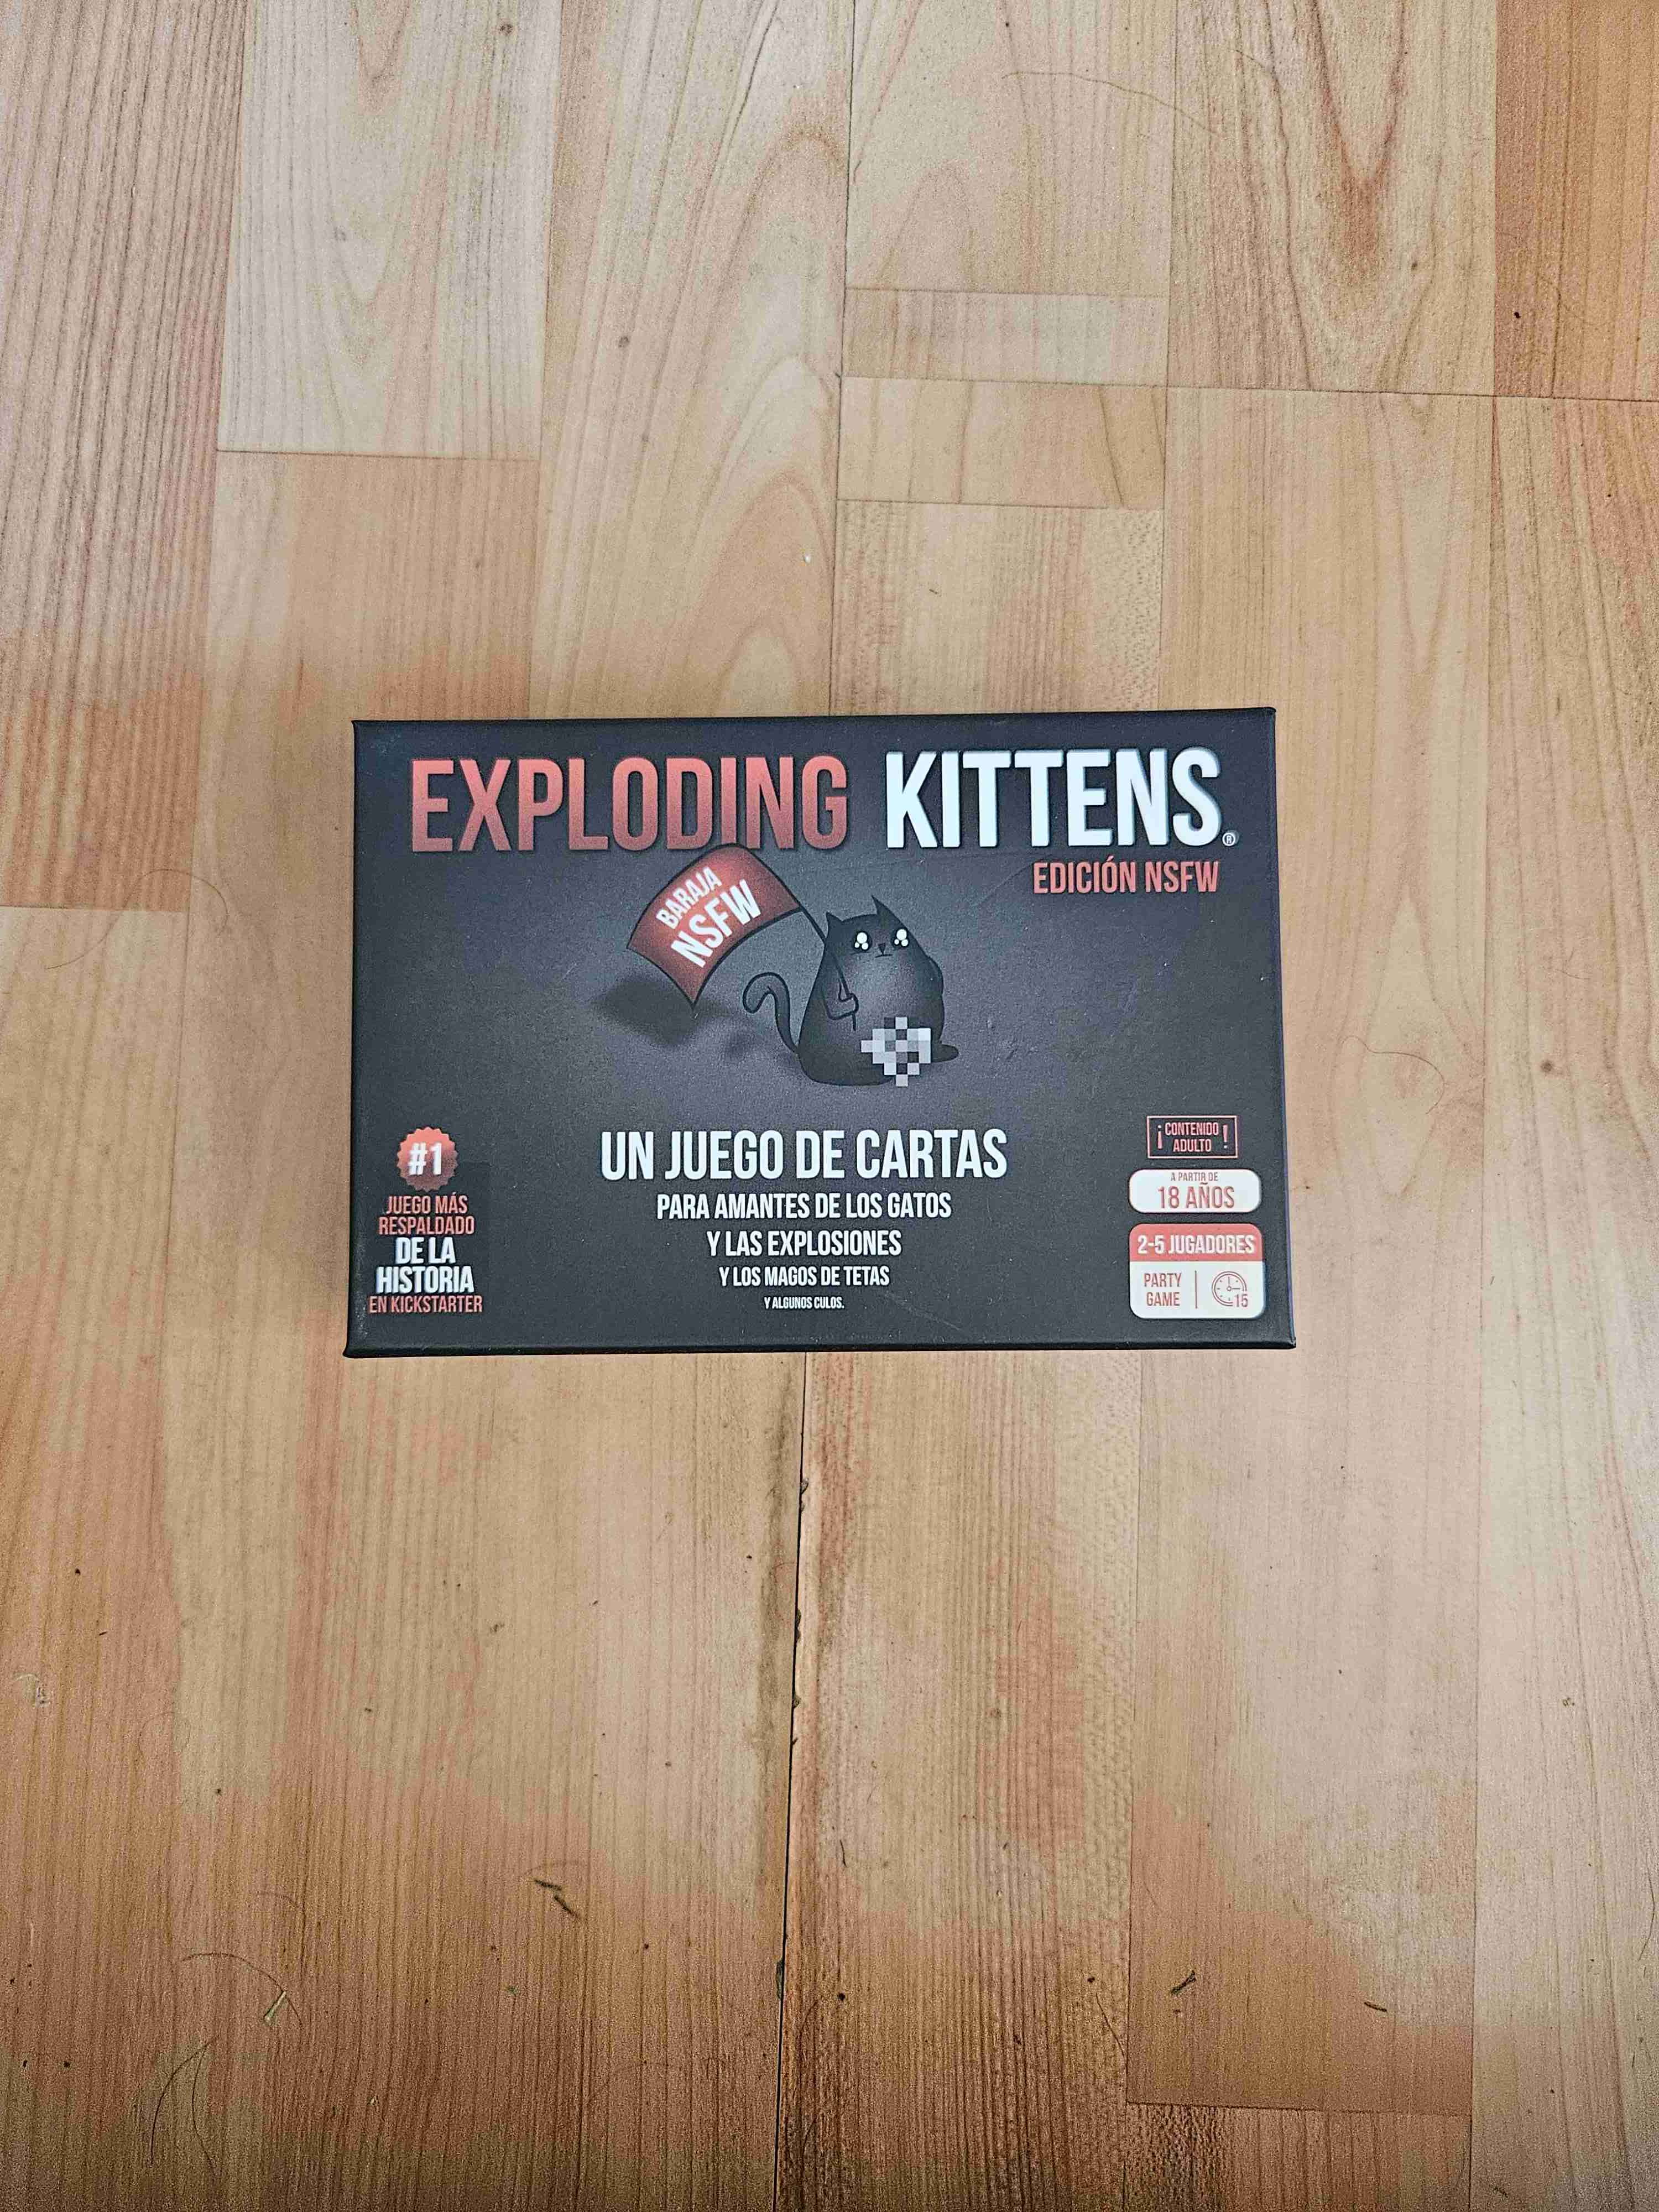 EXPLODING KITTENS®
EDICIÓN NSFW
BARAJA
NSFW
UN JUEGO DE CARTAS
PARA AMANTES DE LOS GATOS
Y LAS EXPLOSIONES
Y LOS MAGOS DE TETAS
Y ALGUNOS CULOS.
#1
JUEGO MÁS
RESPALDADO
DE LA
HISTORIA
EN KICKSTARTER
¡CONTENIDO
ADULTO!
A PARTIR DE
18 AÑOS
2-5 JUGADORES
PARTY
GAME
15